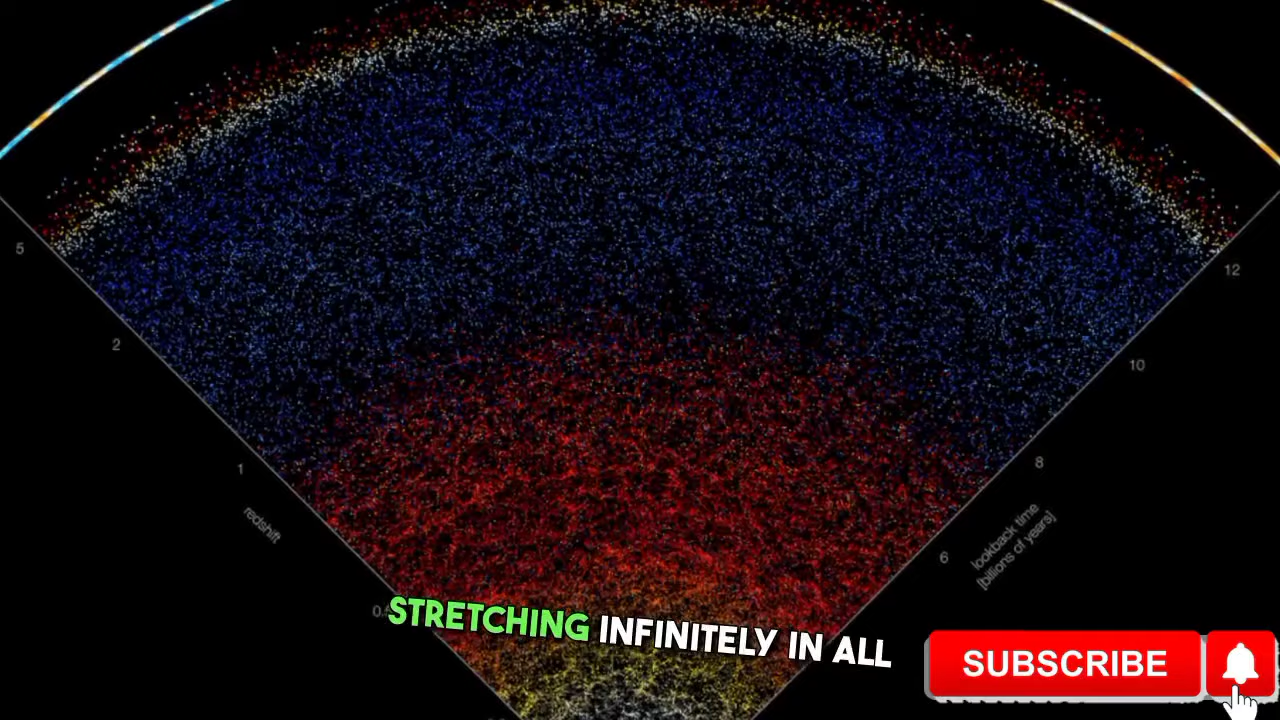 5
12
2
10
1
8
redshift
lookback time
[billions of years]
6
STRETCHING INFINITELY IN ALL
SUBSCRIBE